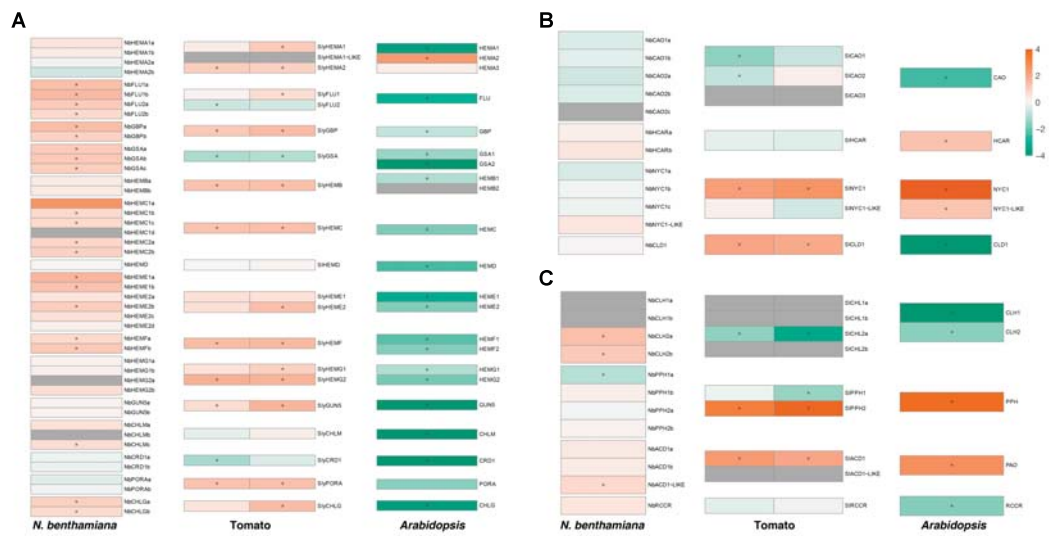 A
NbHEMA1a
NbHEMA1b
NbHEMA2a
NbHEMA2b
NbFLU1a
NbFLU1b
NbFLU2a
NbFLU2b
NbGBPa
NbGBPb
NbGSAa
NbGSAb
NbGSAc
NbHEMBa
NbHEMBb
NbHEMC1a
NbHEMC1b
NbHEMC1c
NbHEMC1d
NbHEMC2a
NbHEMC2b
NbHEMD
NbHEME1a
NbHEME1b
NbHEME2a
NbHEME2b
NbHEME2c
NbHEME2d
NbHEMFa
NbHEMFb
NbHEMG1a
NbHEMG1b
NbHEMG2a
NbHEMG2b
NbGUN5a
NbGUN5b
NbCHLMa
NbCHLMb
NbCHLMc
NbCRD1a
NbCRD1b
NbPORAa
NbPORAb
NbCHLGa
NbCHLGb
N. benthamiana
SlyHEMA1
SlyHEMA1-LIKE
SlyHEMA2
SlyFLU1
SlyFLU2
SlyGBP
SlyGSA
SlyHEMB
SlyHEMC
SlHEMD
SlyHEME1
SlyHEME2
SlyHEMF
SlyHEMG1
SlyHEMG2
SlyGUN5
SlyCHLM
SlyCRD1
SlyPORA
SlyCHLG
Tomato
HEMA1
HEMA2
HEMA3
FLU
GBP
GSA1
GSA2
HEMB1
HEMB2
HEMC
HEMD
HEME1
HEME2
HEMF1
HEMF2
HEMG1
HEMG2
GUN5
CHLM
CRD1
PORA
CHLG
Arabidopsis
B
NbCAO1a
NbCAO1b
NbCAO2a
NbCAO2b
NbCAO2c
NbHCARa
NbHCARb
NbNYC1a
NbNYC1b
NbNYC1c
NbNYC1-LIKE
NbCLD1
N. benthamiana
SlCAO1
SlCAO2
SlCAO3
SlHCAR
SlNYC1
SlNYC1-LIKE
SlCLD1
Tomato
CAO
HCAR
NYC1
NYC1-LIKE
CLD1
Arabidopsis
4
2
0
−2
−4
C
NbCLH1a
NbCLH1b
NbCLH2a
NbCLH2b
NbPPH1a
NbPPH1b
NbPPH2a
NbPPH2b
NbACD1a
NbACD1b
NbACD1-LIKE
NbRCCR
N. benthamiana
SlCHL1a
SlCHL1b
SlCHL2a
SlCHL2b
SlPPH1
SlPPH2
SlACD1
SlACD1-LIKE
SlRCCR
Tomato
CLH1
CLH2
PPH
PAO
RCCR
Arabidopsis